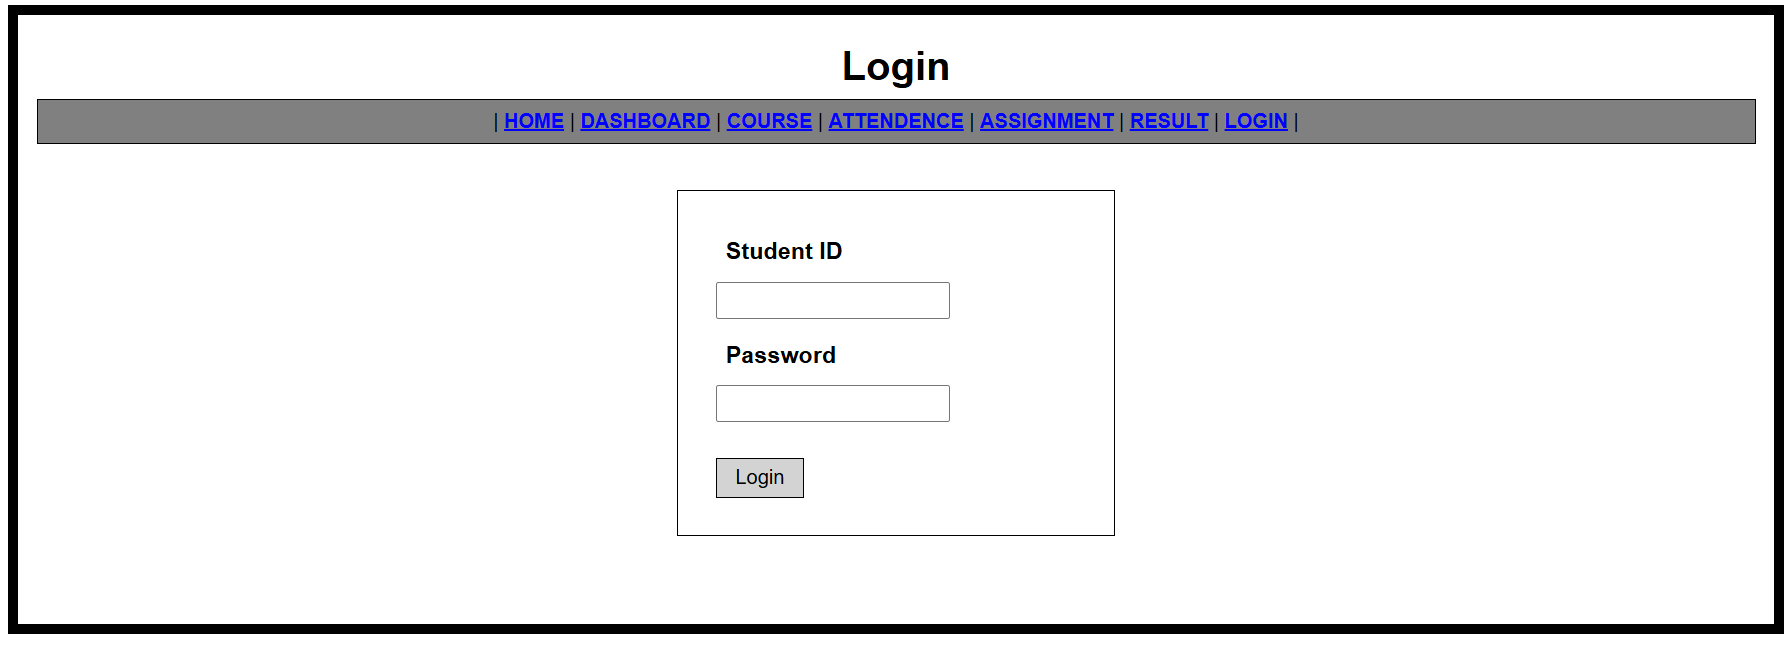 Login
| HOME | DASHBOARD | COURSE | ATTENDENCE | ASSIGNMENT | RESULT | LOGIN |
Student ID
Password
Login